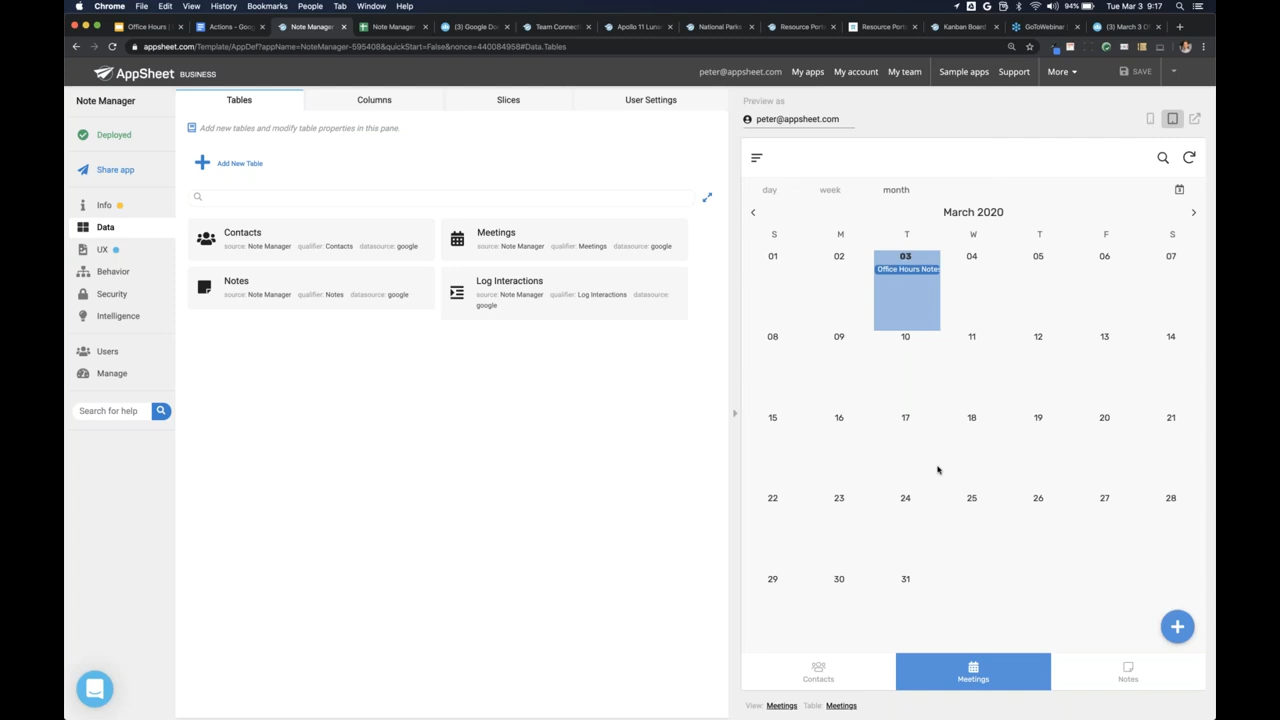 Chrome File Edit View History Bookmarks People Tab Window Help 94% Tue Mar 3 9:17
Office Hours Actions - Goog Note Manager Note Manager (3) Google Do Team Connect Apollo 11 Lun National Parks Resource Port Resource Port Kanban Board GoToWebinar (3) March 3 O
appsheet.com/Template/AppDef?appName=NoteManager-595408&quickStart=False&nonce=440084958#Data.Tables
AppSheet BUSINESS
peter@appsheet.com My apps My account My team Sample apps Support More SAVE
Note Manager
Deployed
Share app
Info
Data
UX
Behavior
Security
Intelligence
Users
Manage
Search for help
Tables Columns Slices User Settings
Add new tables and modify table properties in this pane.
Add New Table
Contacts
source: Note Manager qualifier: Contacts datasource: google
Meetings
source: Note Manager qualifier: Meetings datasource: google
Notes
source: Note Manager qualifier: Notes datasource: google
Log Interactions
source: Note Manager qualifier: Log Interactions datasource:
google
Preview as
peter@appsheet.com
day week month
March 2020
S M T W T F S
01 02 03 04 05 06 07
Office Hours Notes
08 09 10 11 12 13 14
15 16 17 18 19 20 21
22 23 24 25 26 27 28
29 30 31
Contacts Meetings Notes
View: Meetings Table: Meetings